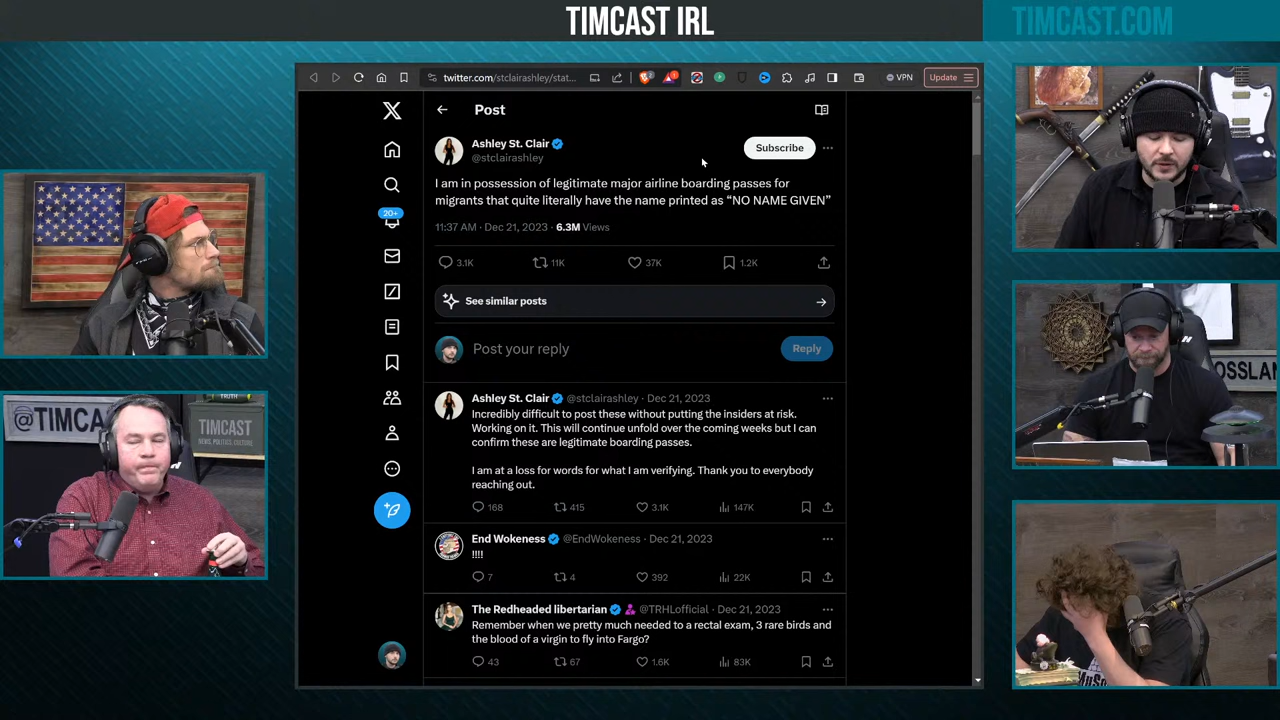 TIMCAST IRL
TIMCAST.COM
twitter.com/stclairashley/stat...
VPN
Update
Post
Ashley St. Clair
@stclairashley
Subscribe
I am in possession of legitimate major airline boarding passes for
migrants that quite literally have the name printed as “NO NAME GIVEN”
11:37 AM · Dec 21, 2023 · 6.3M Views
3.1K 11K 37K 1.2K
20+
See similar posts
Post your reply
Reply
Ashley St. Clair @stclairashley · Dec 21, 2023
Incredibly difficult to post these without putting the insiders at risk.
Working on it. This will continue unfold over the coming weeks but I can
confirm these are legitimate boarding passes.
I am at a loss for words for what I am verifying. Thank you to everybody
reaching out.
168 415 3.1K 147K
End Wokeness @EndWokeness · Dec 21, 2023
!!!!
7 4 392 22K
The Redheaded libertarian @TRHLofficial · Dec 21, 2023
Remember when we pretty much needed to a rectal exam, 3 rare birds and
the blood of a virgin to fly into Fargo?
43 67 1.6K 83K
@TIMCAST
TRUTH
TIMCAST
NEWS, POLITICS, CULTURE
OSSLAN